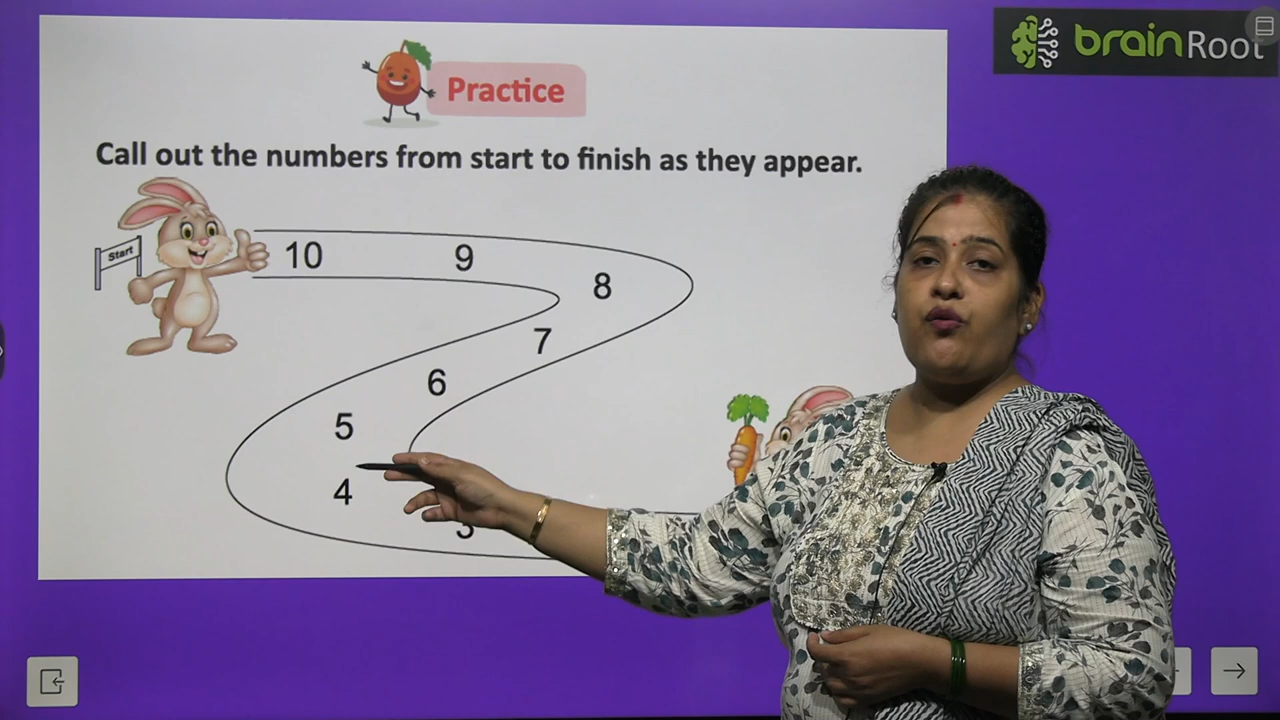 brainRoot
Practice
Call out the numbers from start to finish as they appear.
Start
10 9
8
7
6
5
4
3